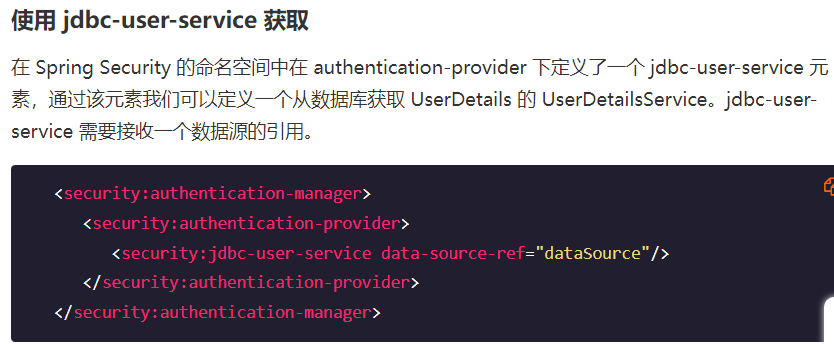 使用 jdbc-user-service 获取
在 Spring Security 的命名空间中在 authentication-provider 下定义了一个 jdbc-user-service 元
素，通过该元素我们可以定义一个从数据库获取 UserDetails 的 UserDetailsService。jdbc-user-
service 需要接收一个数据源的引用。
<security:authentication-manager>
<security:authentication-provider>
<security:jdbc-user-service data-source-ref="dataSource"/>
</security:authentication-provider>
</security:authentication-manager>